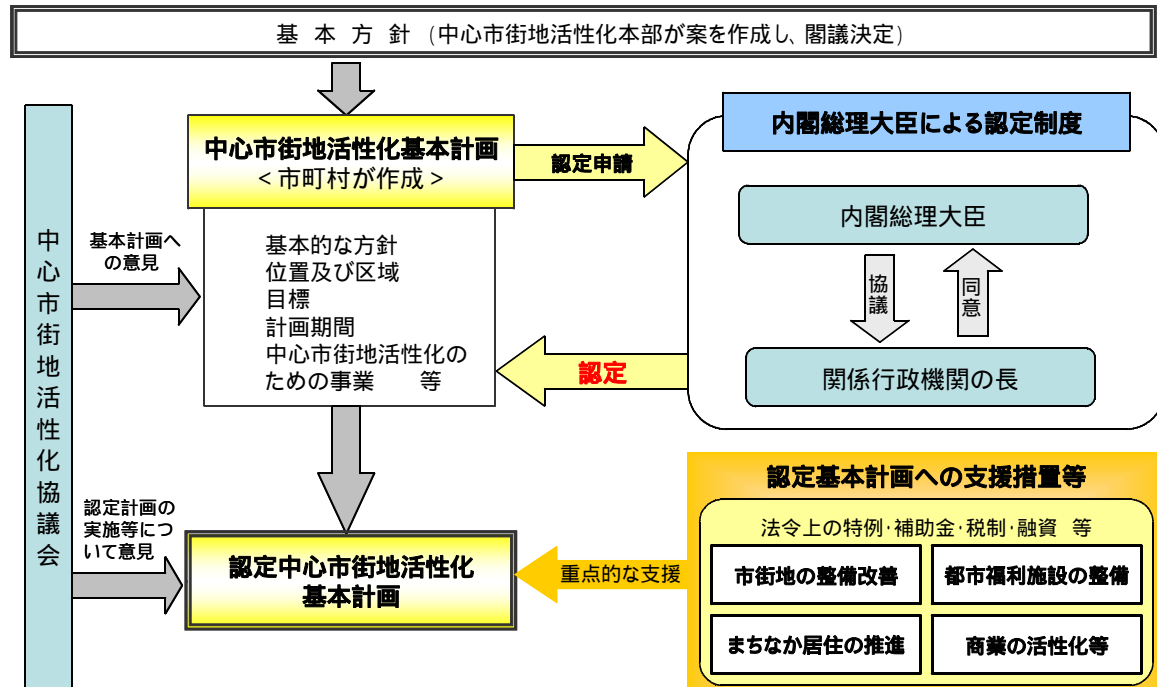 基 本 方 針 (中心市街地活性化本部が案を作成し、閣議決定)
中心市街地活性化基本計画
<市町村が作成>
認定申請
内閣総理大臣による認定制度
内閣総理大臣
協議
同意
関係行政機関の長
中心市街地活性化協議会
基本計画へ
の意見
基本的な方針
位置及び区域
目標
計画期間
中心市街地活性化の
ための事業 等
認定
認定計画の
実施等につ
いて意見
認定中心市街地活性化
基本計画
重点的な支援
認定基本計画への支援措置等
法令上の特例・補助金・税制・融資 等
市街地の整備改善
都市福利施設の整備
まちなか居住の推進
商業の活性化等